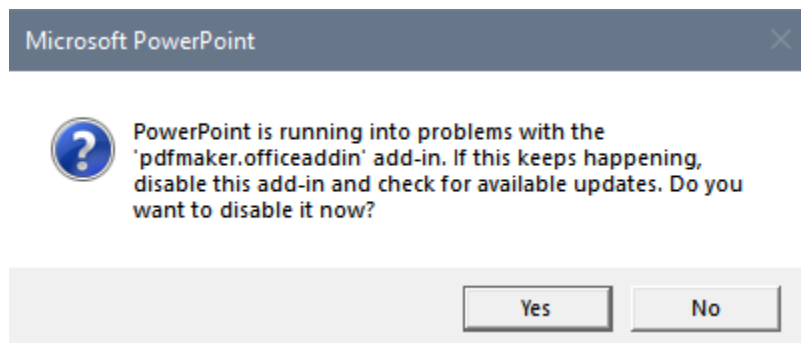 Microsoft PowerPoint
PowerPoint is running into problems with the
'pdfmaker.officeaddin' add-in. If this keeps happening,
disable this add-in and check for available updates. Do you
want to disable it now?
Yes
No